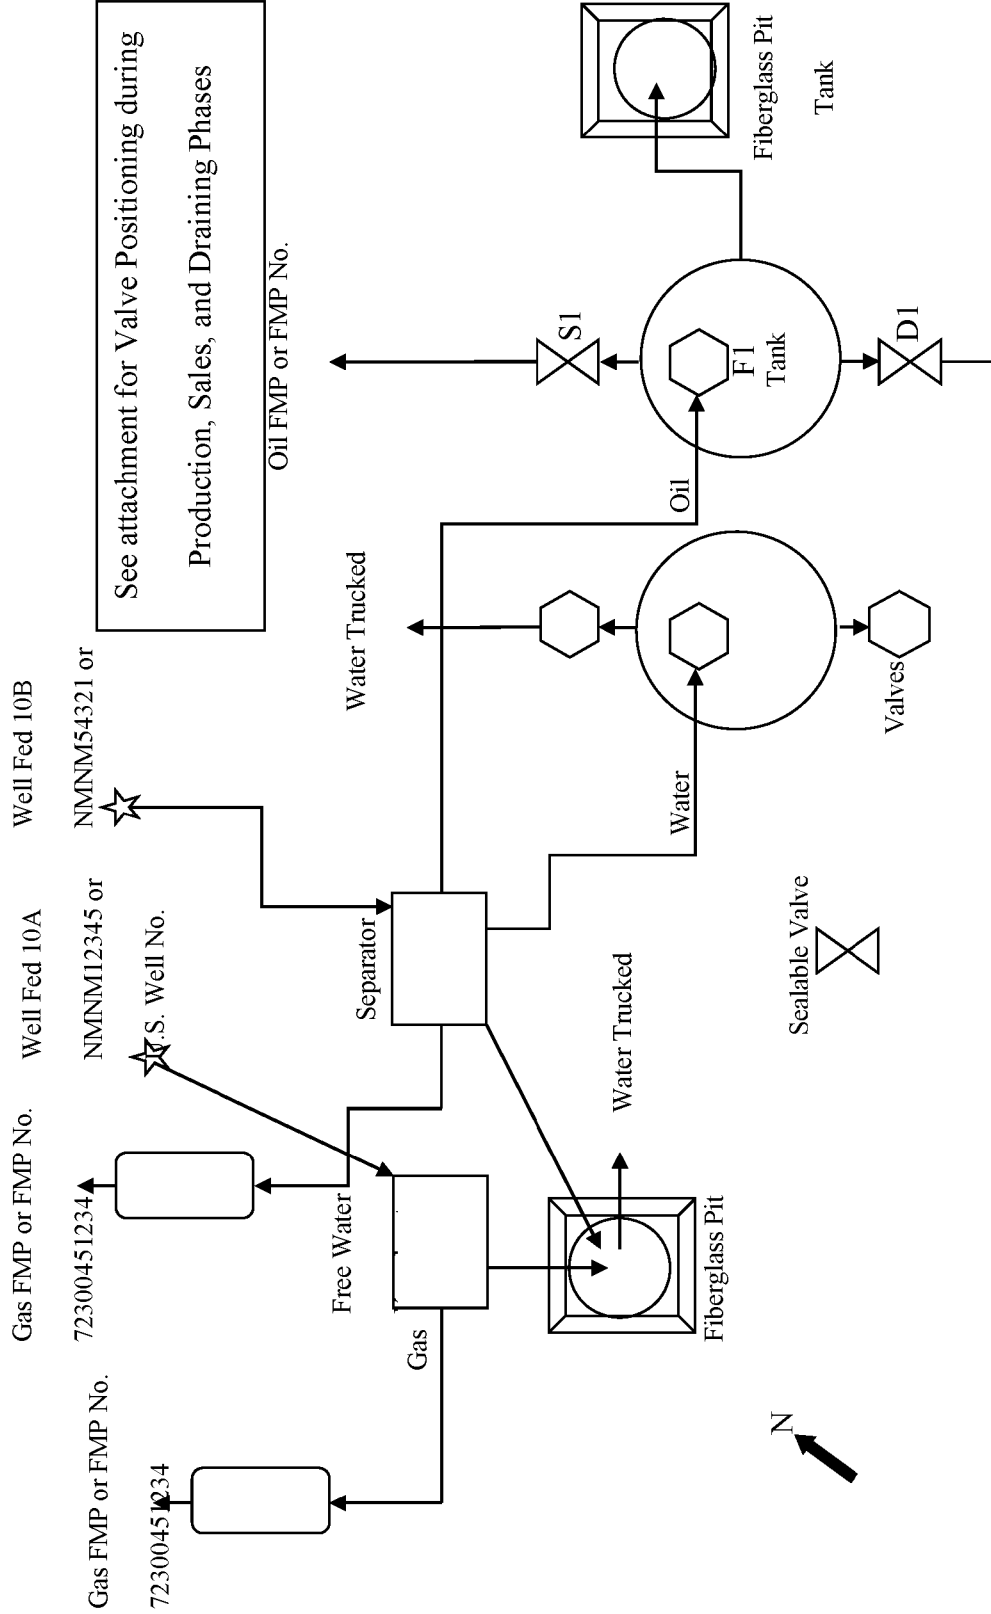 Gas FMP or FMP No.
72300451234
Gas FMP or FMP No.
72300451234
Well Fed 10A
NMNM12345 or
U.S. Well No.
Well Fed 10B
NMNM54321 or
See attachment for Valve Positioning during
Production, Sales, and Draining Phases
Oil FMP or FMP No.
Gas
Free Water
Separator
Water Trucked
Oil
S1
F1
Tank
D1
Fiberglass Pit
Tank
Water
Valves
Water Trucked
Fiberglass Pit
Sealable Valve
N